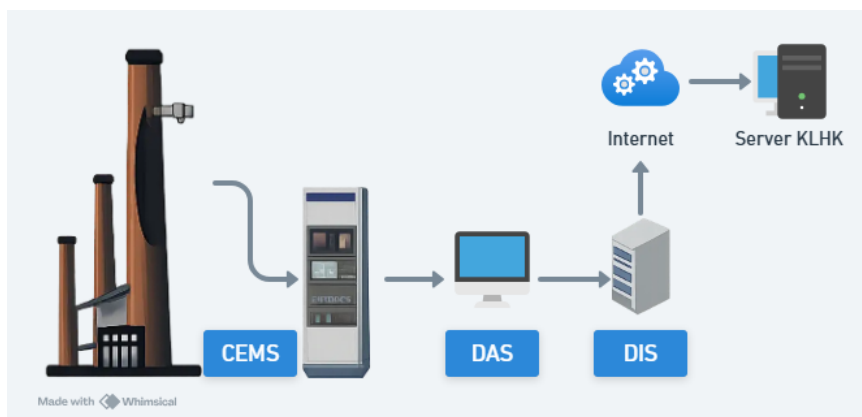 Internet
Server KLHK
CEMS
DAS
DIS
Made with Whimsical